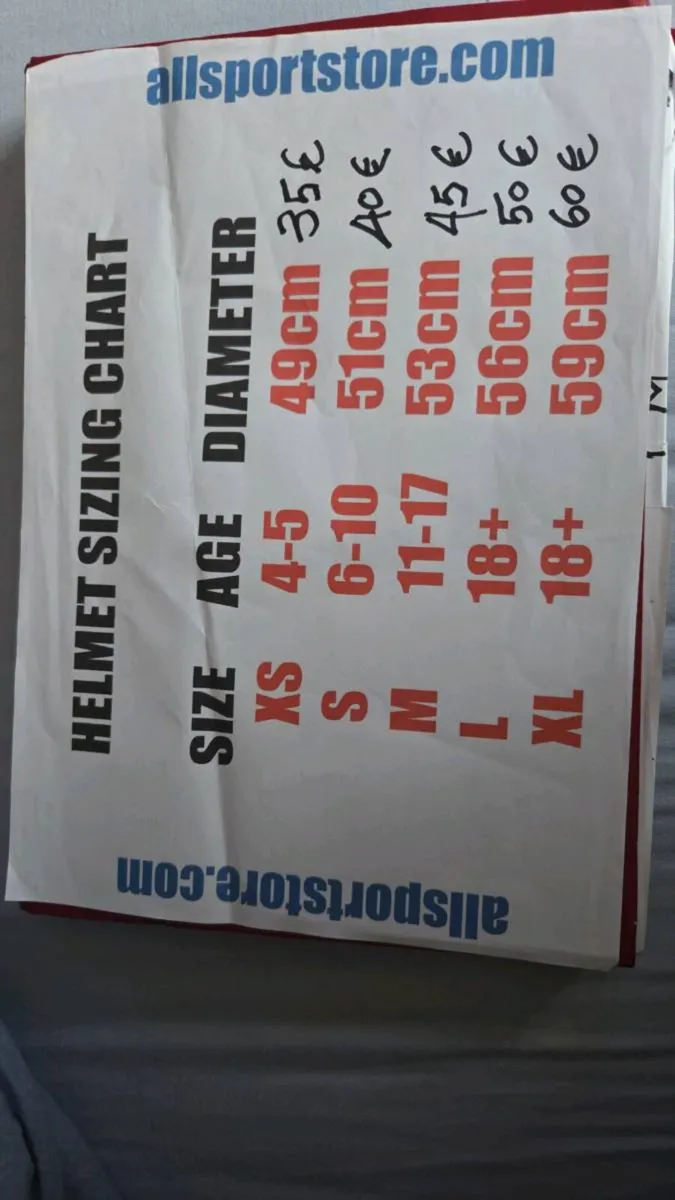 allsportstore.com
HELMET SIZING CHART
SIZE AGE DIAMETER
XS 4-5 49cm 35€
S 6-10 51cm 40€
M 11-17 53cm 45€
L 18+ 56cm 50€
XL 18+ 59cm 60€
allsportstore.com